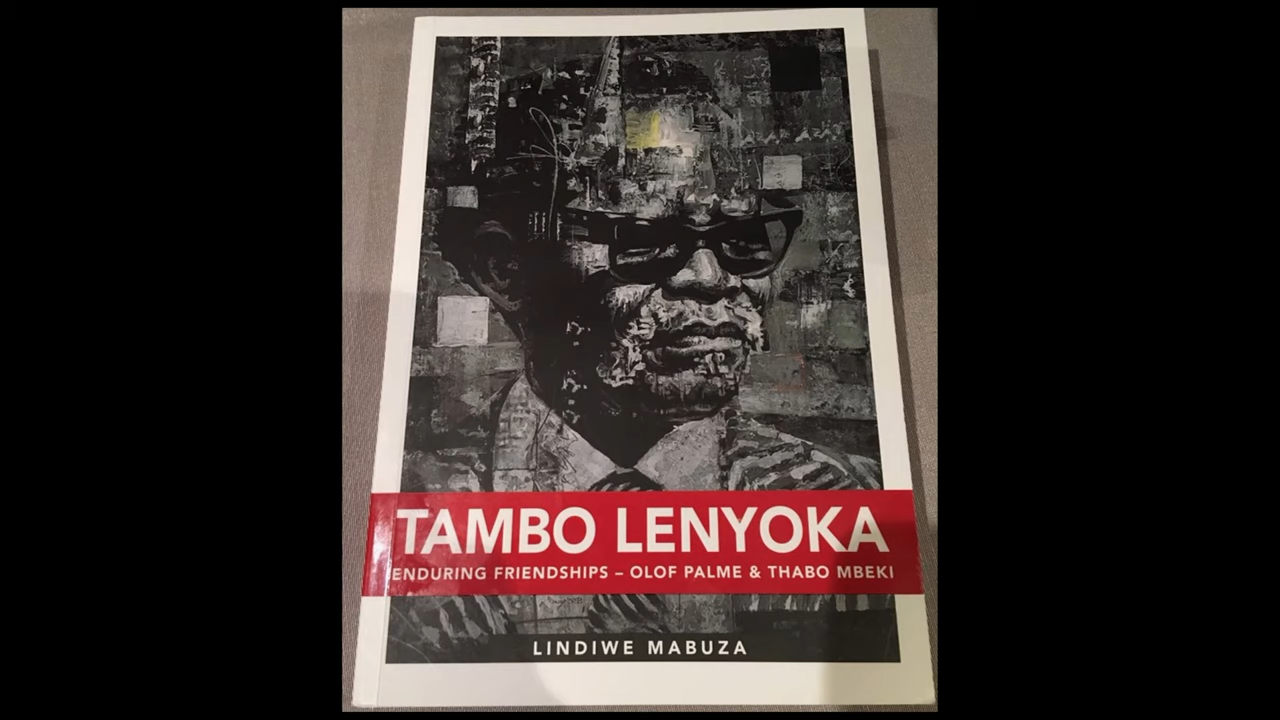 TAMBO LENYOKA
ENDURING FRIENDSHIPS – OLOF PALME & THABO MBEKI
LINDIWE MABUZA